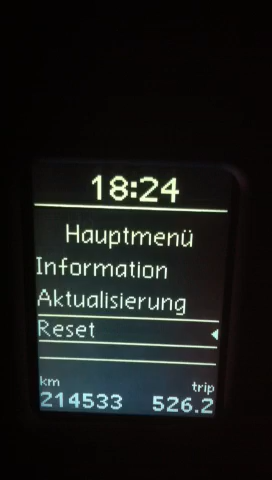 18:24
Hauptmenü
Information
Aktualisierung
Reset
km trip
214533 526.2